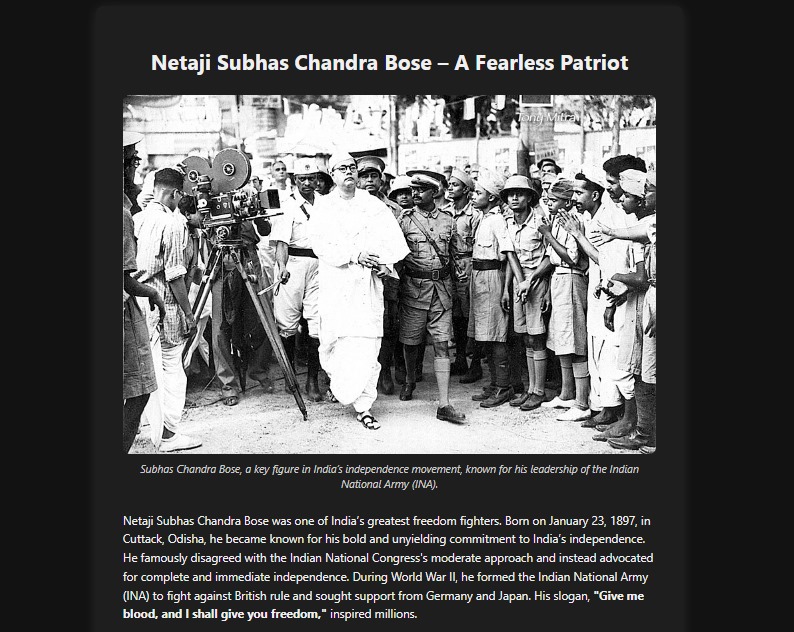 Netaji Subhas Chandra Bose – A Fearless Patriot
Tony Mitra
Subhas Chandra Bose, a key figure in India's independence movement, known for his leadership of the Indian
National Army (INA).
Netaji Subhas Chandra Bose was one of India's greatest freedom fighters. Born on January 23, 1897, in
Cuttack, Odisha, he became known for his bold and unyielding commitment to India's independence.
He famously disagreed with the Indian National Congress's moderate approach and instead advocated
for complete and immediate independence. During World War II, he formed the Indian National Army
(INA) to fight against British rule and sought support from Germany and Japan. His slogan, "Give me
blood, and I shall give you freedom," inspired millions.